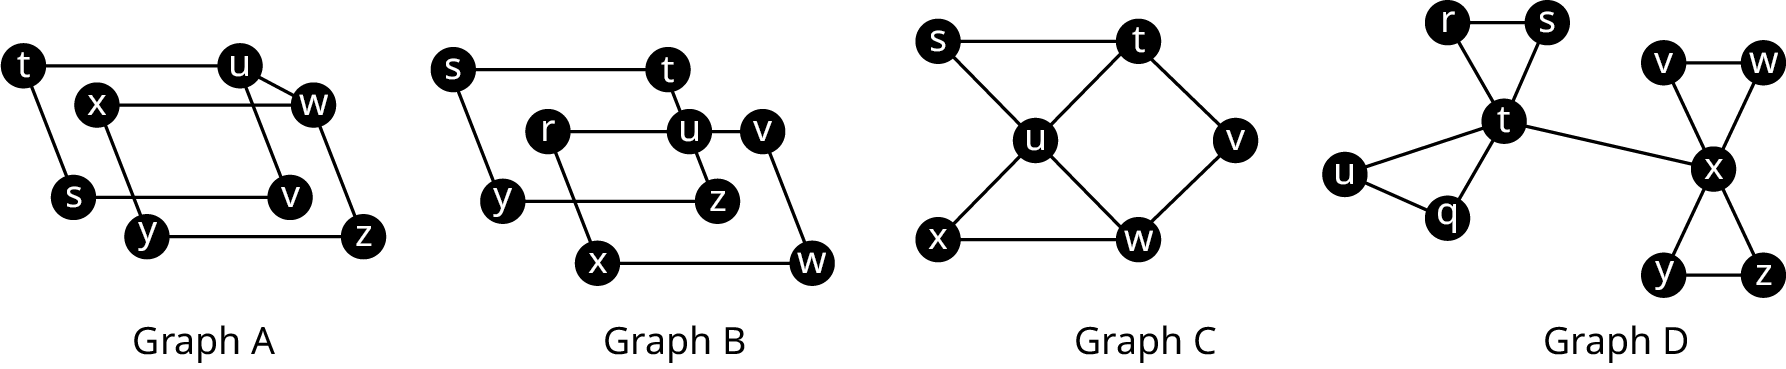 t u
x w
s v
y z
Graph A
s t
r u v
y z
x w
Graph B
s t
u v
x w
Graph C
r s
v w
t
x
u
q
y z
Graph D